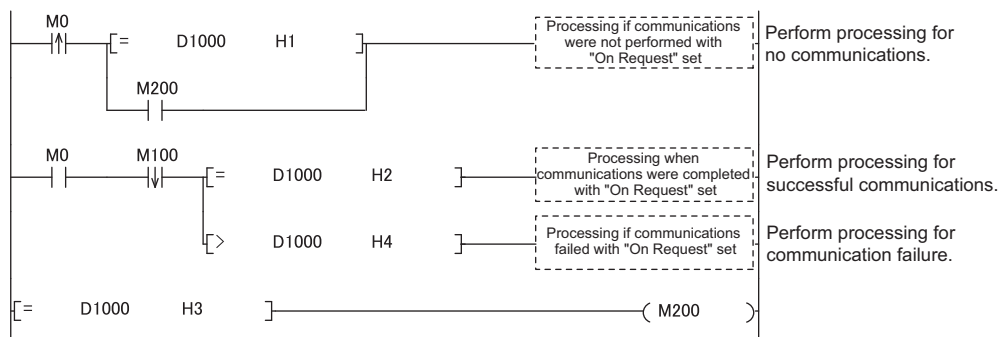 M0
[= D1000 H1 ]
Processing if communications
were not performed with
"On Request" set
Perform processing for
no communications.
M200
M0 M100
[= D1000 H2 ]
Processing when
communications were completed
with "On Request" set
Perform processing for
successful communications.
[> D1000 H4 ]
Processing if communications
failed with "On Request" set
Perform processing for
communication failure.
[= D1000 H3 ]
( M200 )